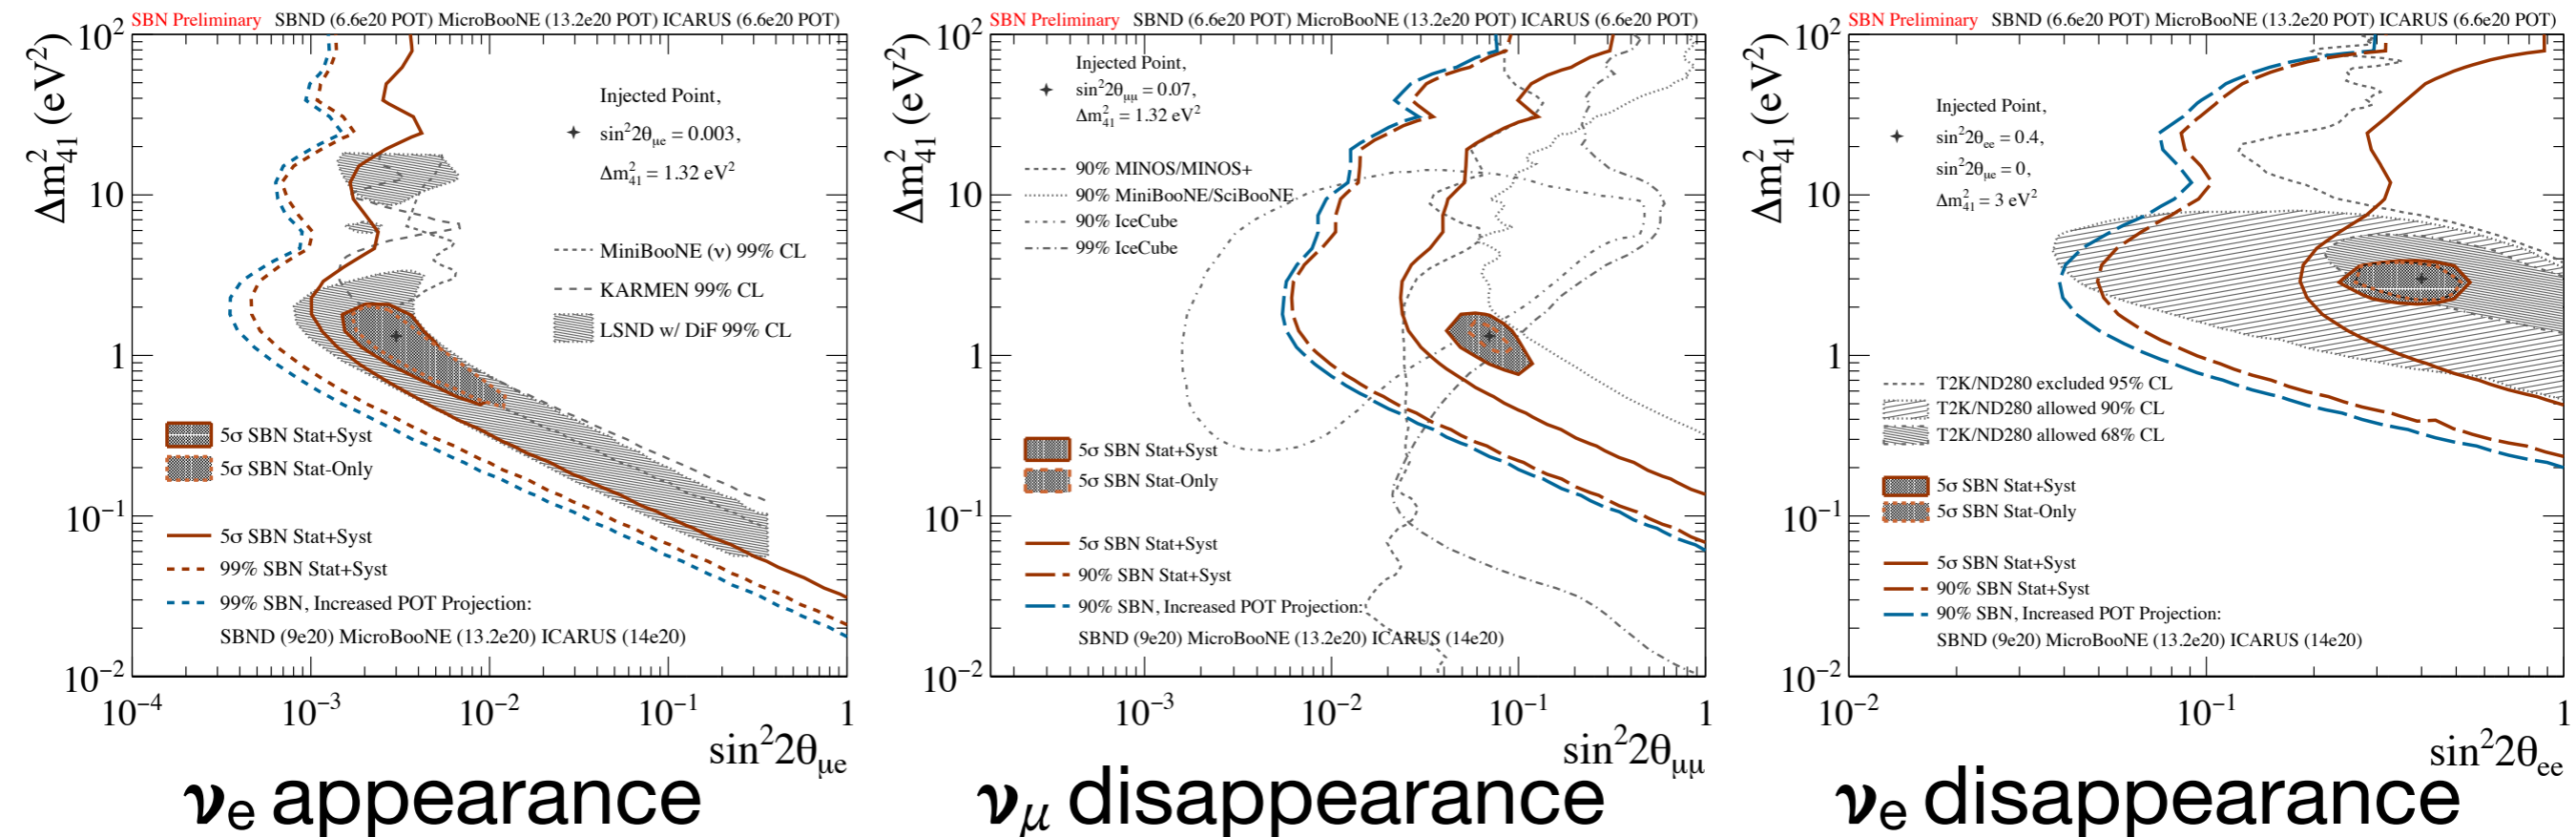 SBN Preliminary SBND (6.6e20 POT) MicroBooNE (13.2e20 POT) ICARUS (6.6e20 POT)
Δm²₄₁ (eV²)
10²
10
1
10⁻¹
10⁻²
Injected Point,
sin²2θμe = 0.003,
Δm²₄₁ = 1.32 eV²
MiniBooNE (ν) 99% CL
KARMEN 99% CL
LSND w/ DiF 99% CL
5σ SBN Stat+Syst
5σ SBN Stat-Only
5σ SBN Stat+Syst
99% SBN Stat+Syst
99% SBN, Increased POT Projection:
SBND (9e20) MicroBooNE (13.2e20) ICARUS (14e20)
10⁻⁴ 10⁻³ 10⁻² 10⁻¹ 1
sin²2θμe
νe appearance
SBN Preliminary SBND (6.6e20 POT) MicroBooNE (13.2e20 POT) ICARUS (6.6e20 POT)
Δm²₄₁ (eV²)
10²
10
1
10⁻¹
10⁻²
Injected Point,
sin²2θμμ = 0.07,
Δm²₄₁ = 1.32 eV²
90% MINOS/MINOS+
90% MiniBooNE/SciBooNE
90% IceCube
99% IceCube
5σ SBN Stat+Syst
5σ SBN Stat-Only
5σ SBN Stat+Syst
90% SBN Stat+Syst
90% SBN, Increased POT Projection:
SBND (9e20) MicroBooNE (13.2e20) ICARUS (14e20)
10⁻³ 10⁻² 10⁻¹ 1
sin²2θμμ
νμ disappearance
SBN Preliminary SBND (6.6e20 POT) MicroBooNE (13.2e20 POT) ICARUS (6.6e20 POT)
Δm²₄₁ (eV²)
10²
10
1
10⁻¹
10⁻²
Injected Point,
sin²2θee = 0.4,
sin²2θμe = 0,
Δm²₄₁ = 3 eV²
T2K/ND280 excluded 95% CL
T2K/ND280 allowed 90% CL
T2K/ND280 allowed 68% CL
5σ SBN Stat+Syst
5σ SBN Stat-Only
5σ SBN Stat+Syst
90% SBN Stat+Syst
90% SBN, Increased POT Projection:
SBND (9e20) MicroBooNE (13.2e20) ICARUS (14e20)
10⁻² 10⁻¹ 1
sin²2θee
νe disappearance